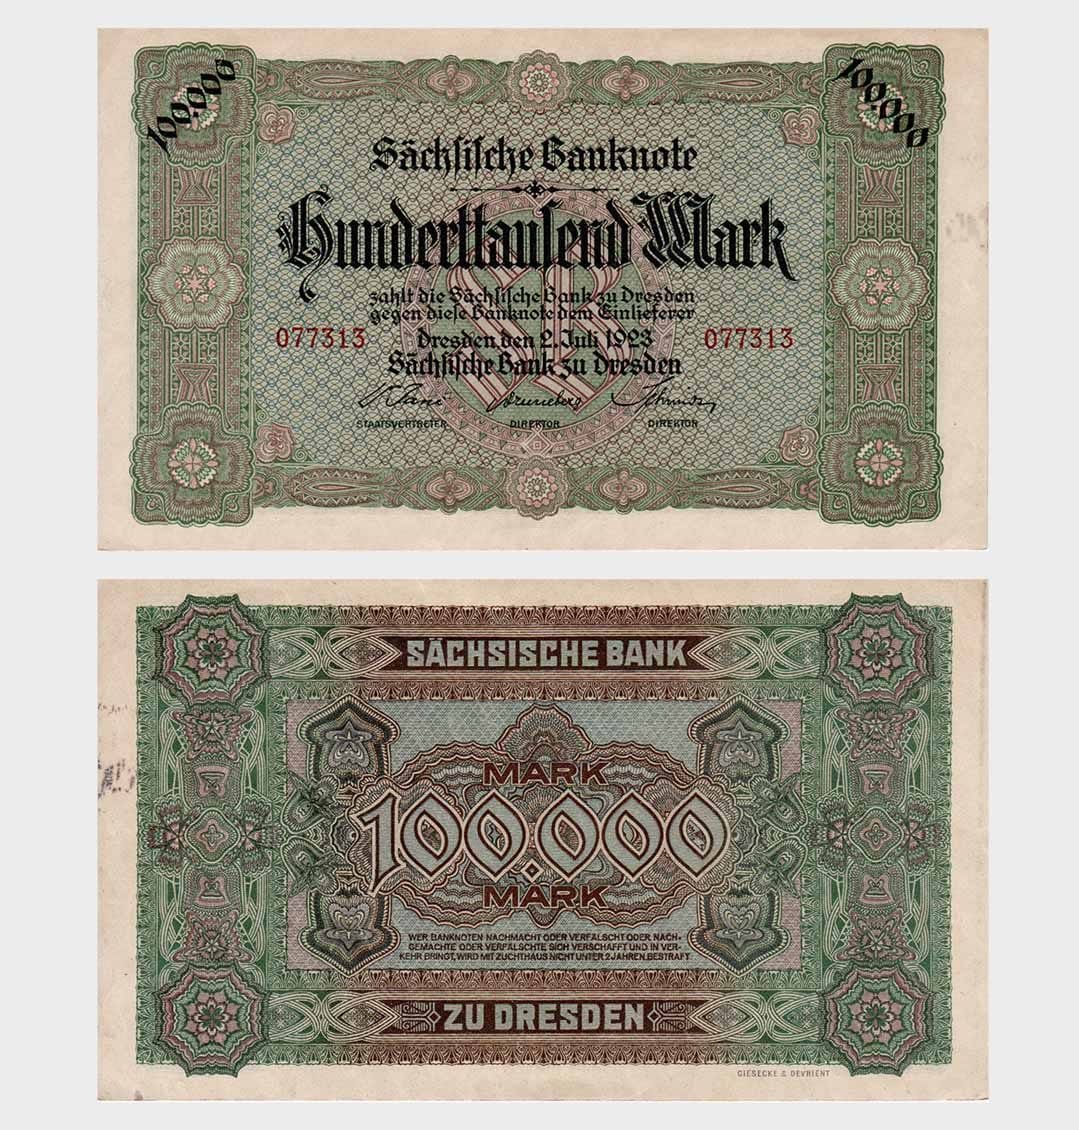 100.000 100.000
Sächsische Banknote
Hunderttausend Mark
zahlt die Sächsische Bank zu Dresden
gegen diese Banknote dem Einlieferer
077313 Dresden den 2. Juli 1923 077313
Sächsische Bank zu Dresden
STAATSVERTRETER DIREKTOR DIREKTOR
SÄCHSISCHE BANK
MARK
100.000
MARK
WER BANKNOTEN NACHMACHT ODER VERFÄLSCHT ODER NACH-
GEMACHTE ODER VERFÄLSCHTE SICH VERSCHAFFT UND IN VER-
KEHR BRINGT, WIRD MIT ZUCHTHAUS NICHT UNTER 2 JAHREN BESTRAFT
ZU DRESDEN
GIESECKE & DEVRIENT